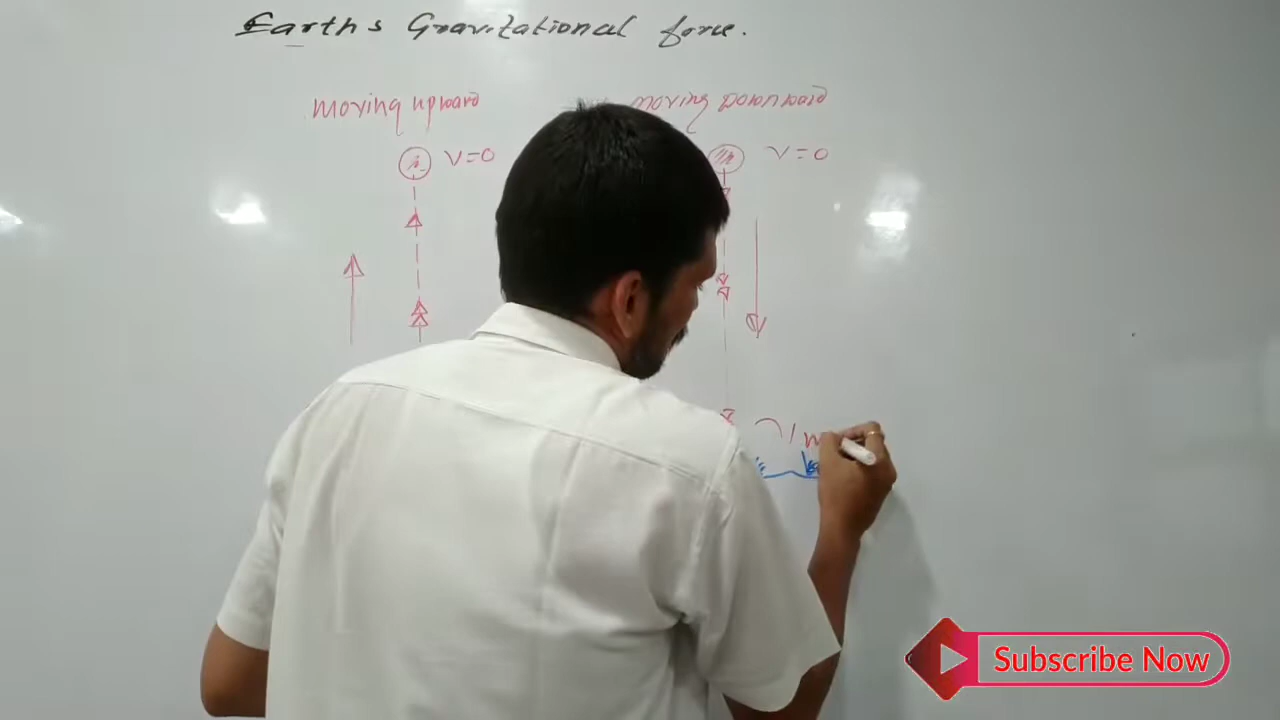 Earth's Gravitational force.
moving upward
moving Downward
v=0
v=0
Subscribe Now